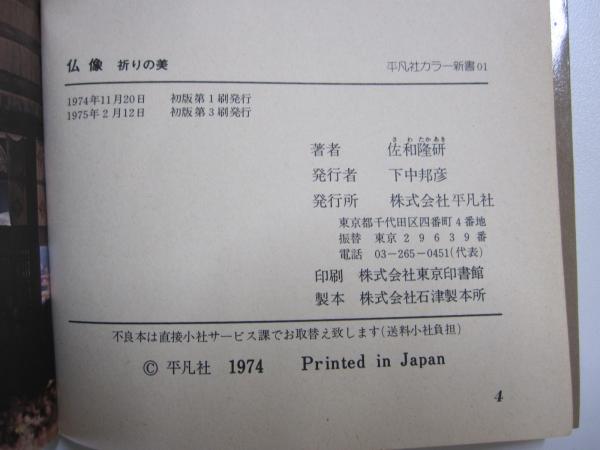 仏像 祈りの美
平凡社カラー新書01
1974年11月20日 初版第1刷発行
1975年2月12日 初版第3刷発行
さわたかあき
著者 佐和隆研
発行者 下中邦彦
発行所 株式会社平凡社
東京都千代田区四番町4番地
振替 東京29639番
電話 03-265-0451(代表)
印刷 株式会社東京印書館
製本 株式会社石津製本所
不良本は直接小社サービス課でお取替え致します(送料小社負担)
© 平凡社 1974 Printed in Japan
4